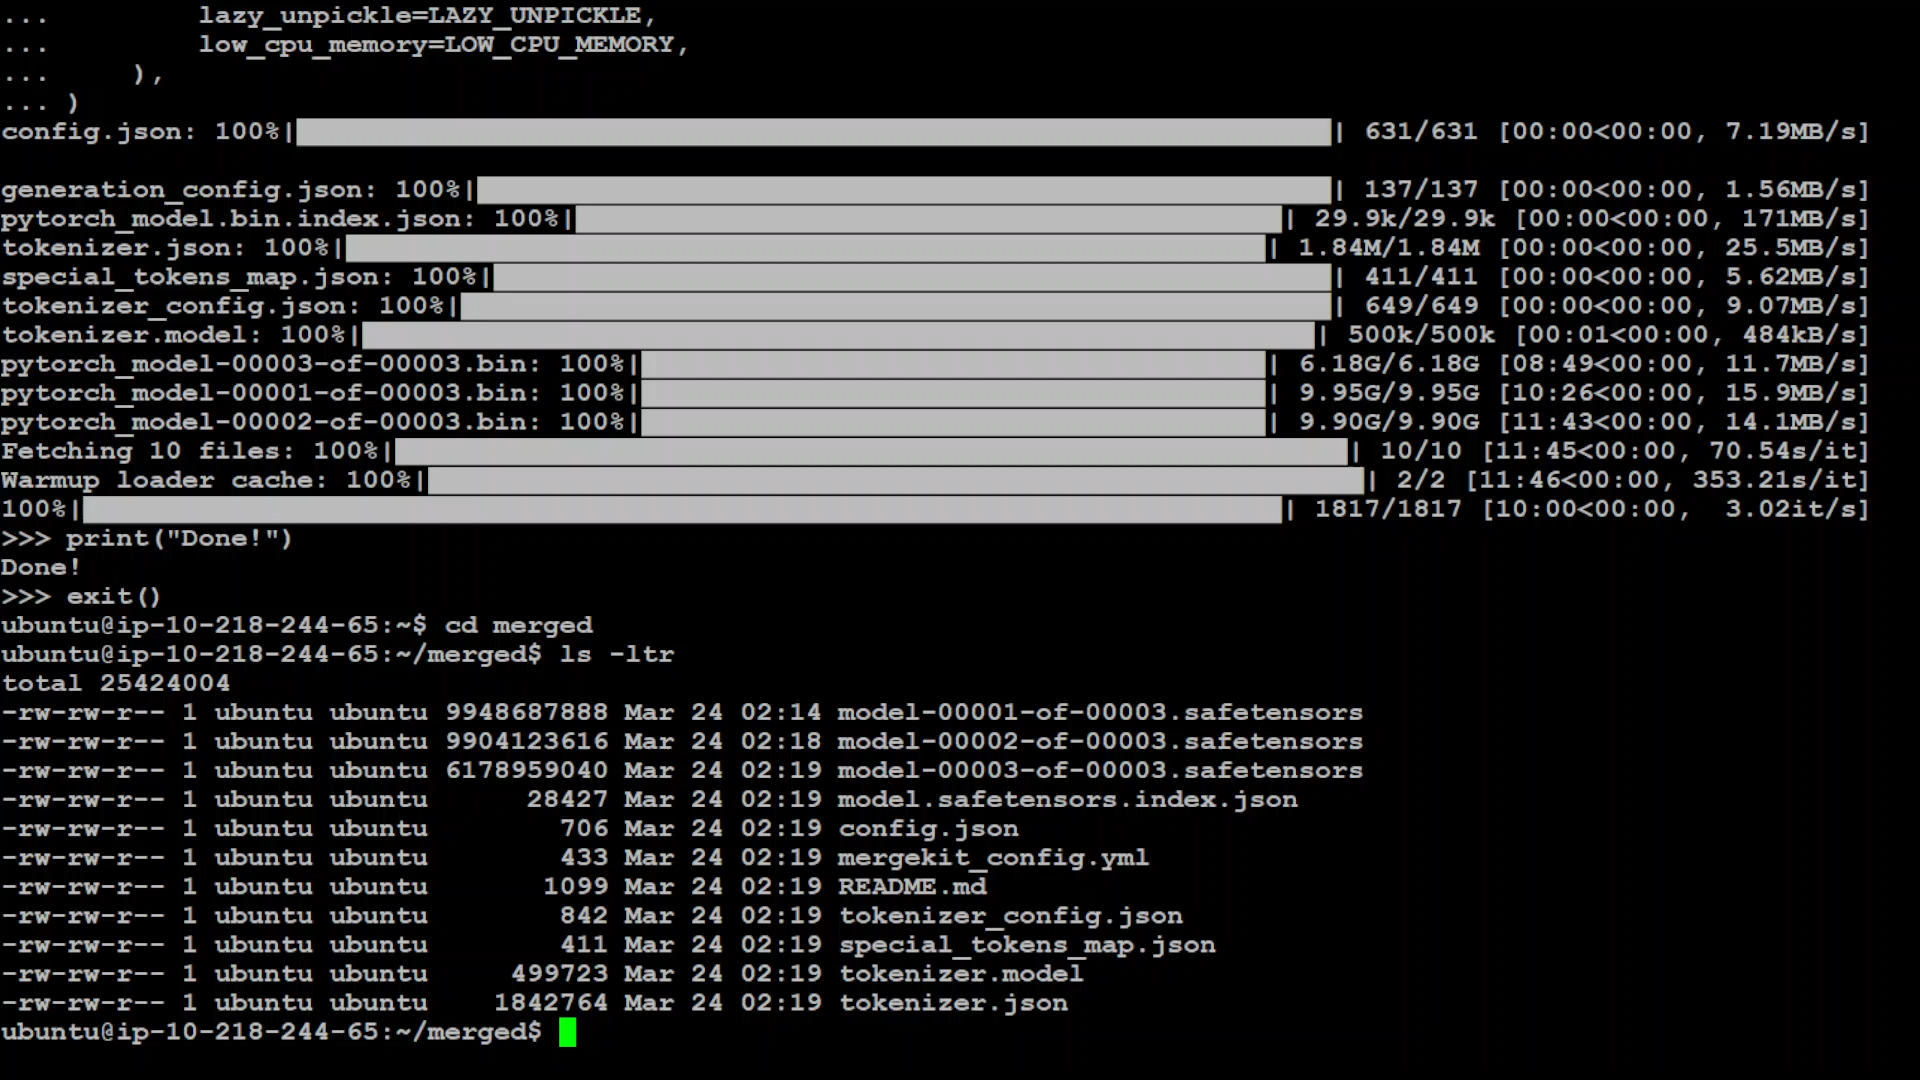 ...         lazy_unpickle=LAZY_UNPICKLE,
...         low_cpu_memory=LOW_CPU_MEMORY,
...     ),
... )
config.json: 100%|| 631/631 [00:00<00:00, 7.19MB/s]
generation_config.json: 100%|| 137/137 [00:00<00:00, 1.56MB/s]
pytorch_model.bin.index.json: 100%|| 29.9k/29.9k [00:00<00:00, 171MB/s]
tokenizer.json: 100%|| 1.84M/1.84M [00:00<00:00, 25.5MB/s]
special_tokens_map.json: 100%|| 411/411 [00:00<00:00, 5.62MB/s]
tokenizer_config.json: 100%|| 649/649 [00:00<00:00, 9.07MB/s]
tokenizer.model: 100%|| 500k/500k [00:01<00:00, 484kB/s]
pytorch_model-00003-of-00003.bin: 100%|| 6.18G/6.18G [08:49<00:00, 11.7MB/s]
pytorch_model-00001-of-00003.bin: 100%|| 9.95G/9.95G [10:26<00:00, 15.9MB/s]
pytorch_model-00002-of-00003.bin: 100%|| 9.90G/9.90G [11:43<00:00, 14.1MB/s]
Fetching 10 files: 100%|| 10/10 [11:45<00:00, 70.54s/it]
Warmup loader cache: 100%|| 2/2 [11:46<00:00, 353.21s/it]
100%|| 1817/1817 [10:00<00:00,  3.02it/s]
>>> print("Done!")
Done!
>>> exit()
ubuntu@ip-10-218-244-65:~$ cd merged
ubuntu@ip-10-218-244-65:~/merged$ ls -ltr
total 25424004
-rw-rw-r-- 1 ubuntu ubuntu 9948687888 Mar 24 02:14 model-00001-of-00003.safetensors
-rw-rw-r-- 1 ubuntu ubuntu 9904123616 Mar 24 02:18 model-00002-of-00003.safetensors
-rw-rw-r-- 1 ubuntu ubuntu 6178959040 Mar 24 02:19 model-00003-of-00003.safetensors
-rw-rw-r-- 1 ubuntu ubuntu      28427 Mar 24 02:19 model.safetensors.index.json
-rw-rw-r-- 1 ubuntu ubuntu        706 Mar 24 02:19 config.json
-rw-rw-r-- 1 ubuntu ubuntu        433 Mar 24 02:19 mergekit_config.yml
-rw-rw-r-- 1 ubuntu ubuntu       1099 Mar 24 02:19 README.md
-rw-rw-r-- 1 ubuntu ubuntu        842 Mar 24 02:19 tokenizer_config.json
-rw-rw-r-- 1 ubuntu ubuntu        411 Mar 24 02:19 special_tokens_map.json
-rw-rw-r-- 1 ubuntu ubuntu     499723 Mar 24 02:19 tokenizer.model
-rw-rw-r-- 1 ubuntu ubuntu    1842764 Mar 24 02:19 tokenizer.json
ubuntu@ip-10-218-244-65:~/merged$